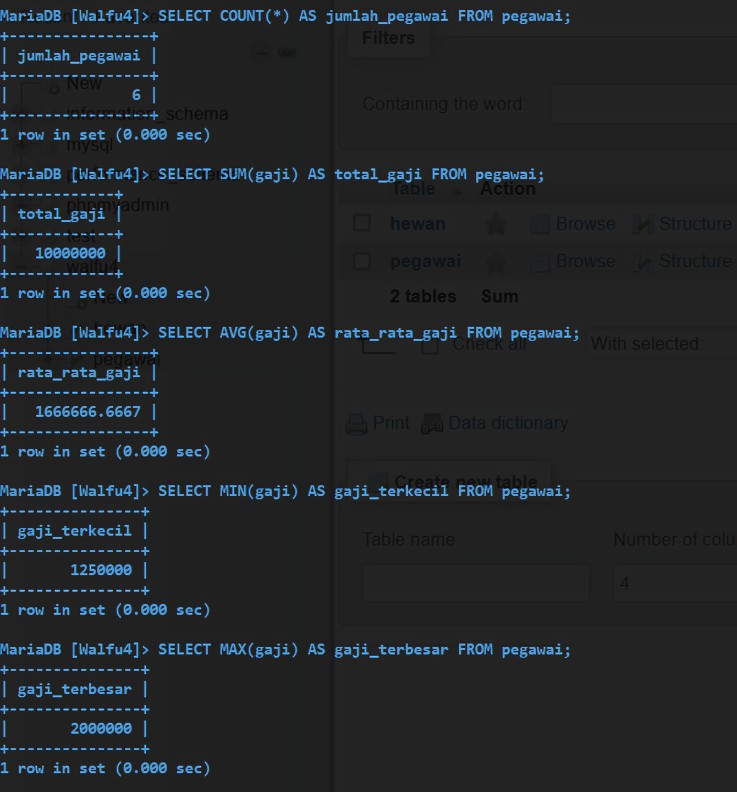 MariaDB [Walfu4]> SELECT COUNT(*) AS jumlah_pegawai FROM pegawai;
+----------------+
| jumlah_pegawai |
+----------------+
|              6 |
+----------------+
1 row in set (0.000 sec)
MariaDB [Walfu4]> SELECT SUM(gaji) AS total_gaji FROM pegawai;
+------------+
| total_gaji |
+------------+
|   10000000 |
+------------+
1 row in set (0.000 sec)
MariaDB [Walfu4]> SELECT AVG(gaji) AS rata_rata_gaji FROM pegawai;
+----------------+
| rata_rata_gaji |
+----------------+
|   1666666.6667 |
+----------------+
1 row in set (0.000 sec)
MariaDB [Walfu4]> SELECT MIN(gaji) AS gaji_terkecil FROM pegawai;
+---------------+
| gaji_terkecil |
+---------------+
|       1250000 |
+---------------+
1 row in set (0.000 sec)
MariaDB [Walfu4]> SELECT MAX(gaji) AS gaji_terbesar FROM pegawai;
+---------------+
| gaji_terbesar |
+---------------+
|       2000000 |
+---------------+
1 row in set (0.000 sec)
New
information_schema
mysql
phpmyadmin
test
walfu4
New
pegawai
Filters
Containing the word
Table Action
hewan Browse Structure
pegawai Browse Structure
2 tables Sum
Check all With selected:
Print Data dictionary
Create new table
Table name Number of colu
4